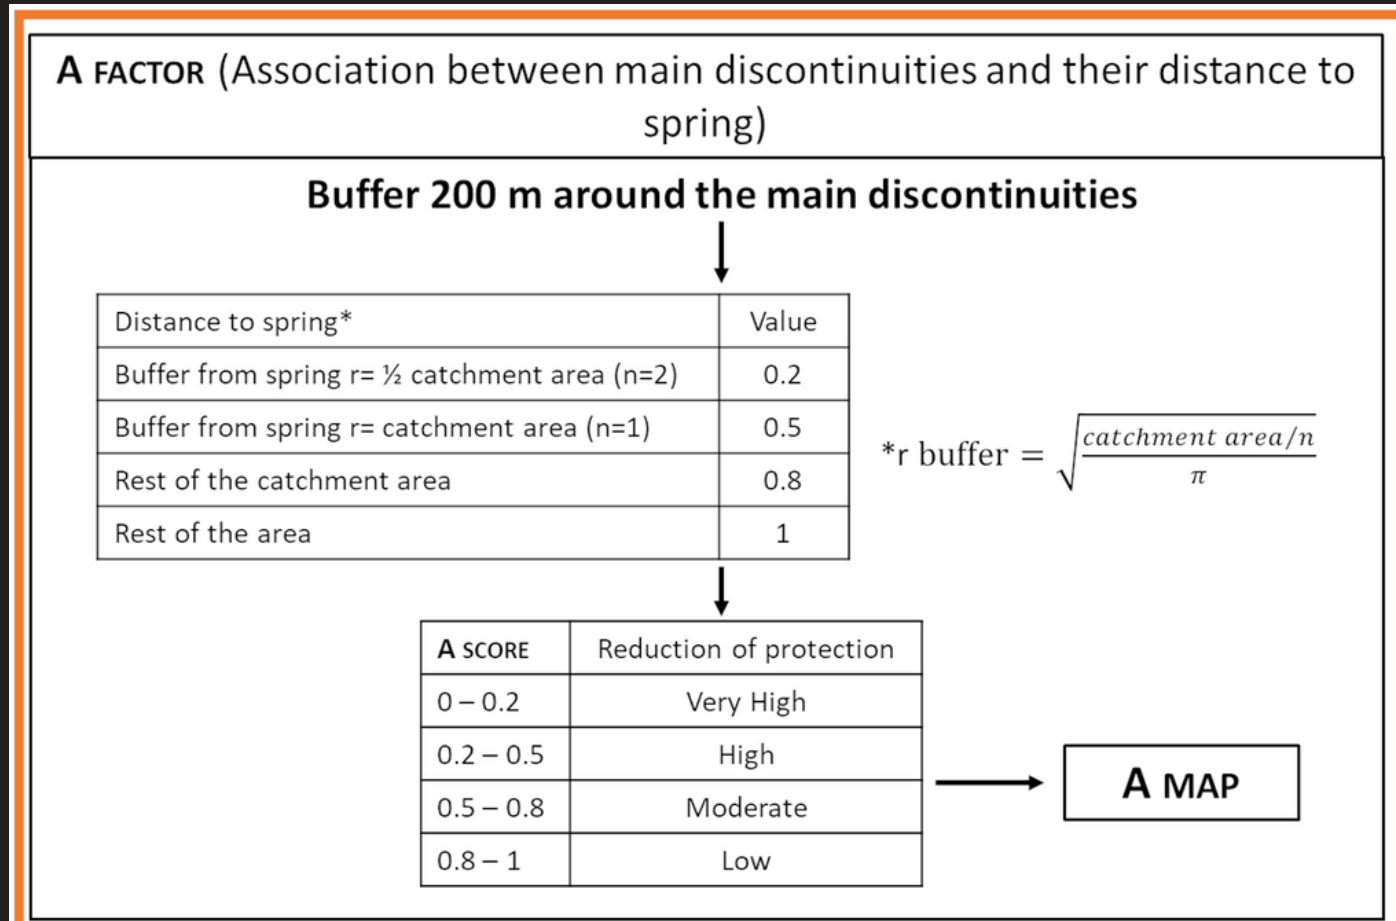 A FACTOR (Association between main discontinuities and their distance to
spring)
Buffer 200 m around the main discontinuities
Distance to spring* Value
Buffer from spring r= ½ catchment area (n=2) 0.2
Buffer from spring r= catchment area (n=1) 0.5
Rest of the catchment area 0.8
Rest of the area 1
*r buffer = √(catchment area/n / π)
A SCORE Reduction of protection
0 – 0.2 Very High
0.2 – 0.5 High
0.5 – 0.8 Moderate
0.8 – 1 Low
A MAP